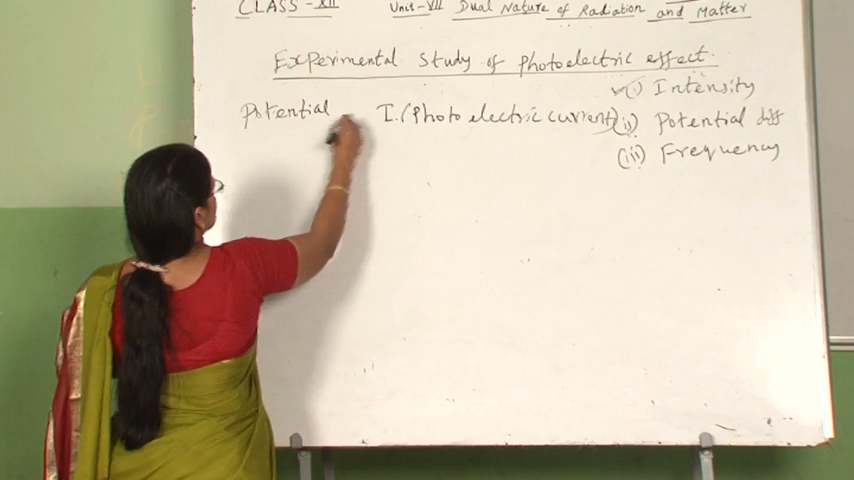 CLASS - XII Unit - VII Dual Nature of Radiation and Matter
Experimental Study of photoelectric effect.
(i) Intensity
Potential I. (Photo electric current) (ii) Potential diff
(iii) Frequency